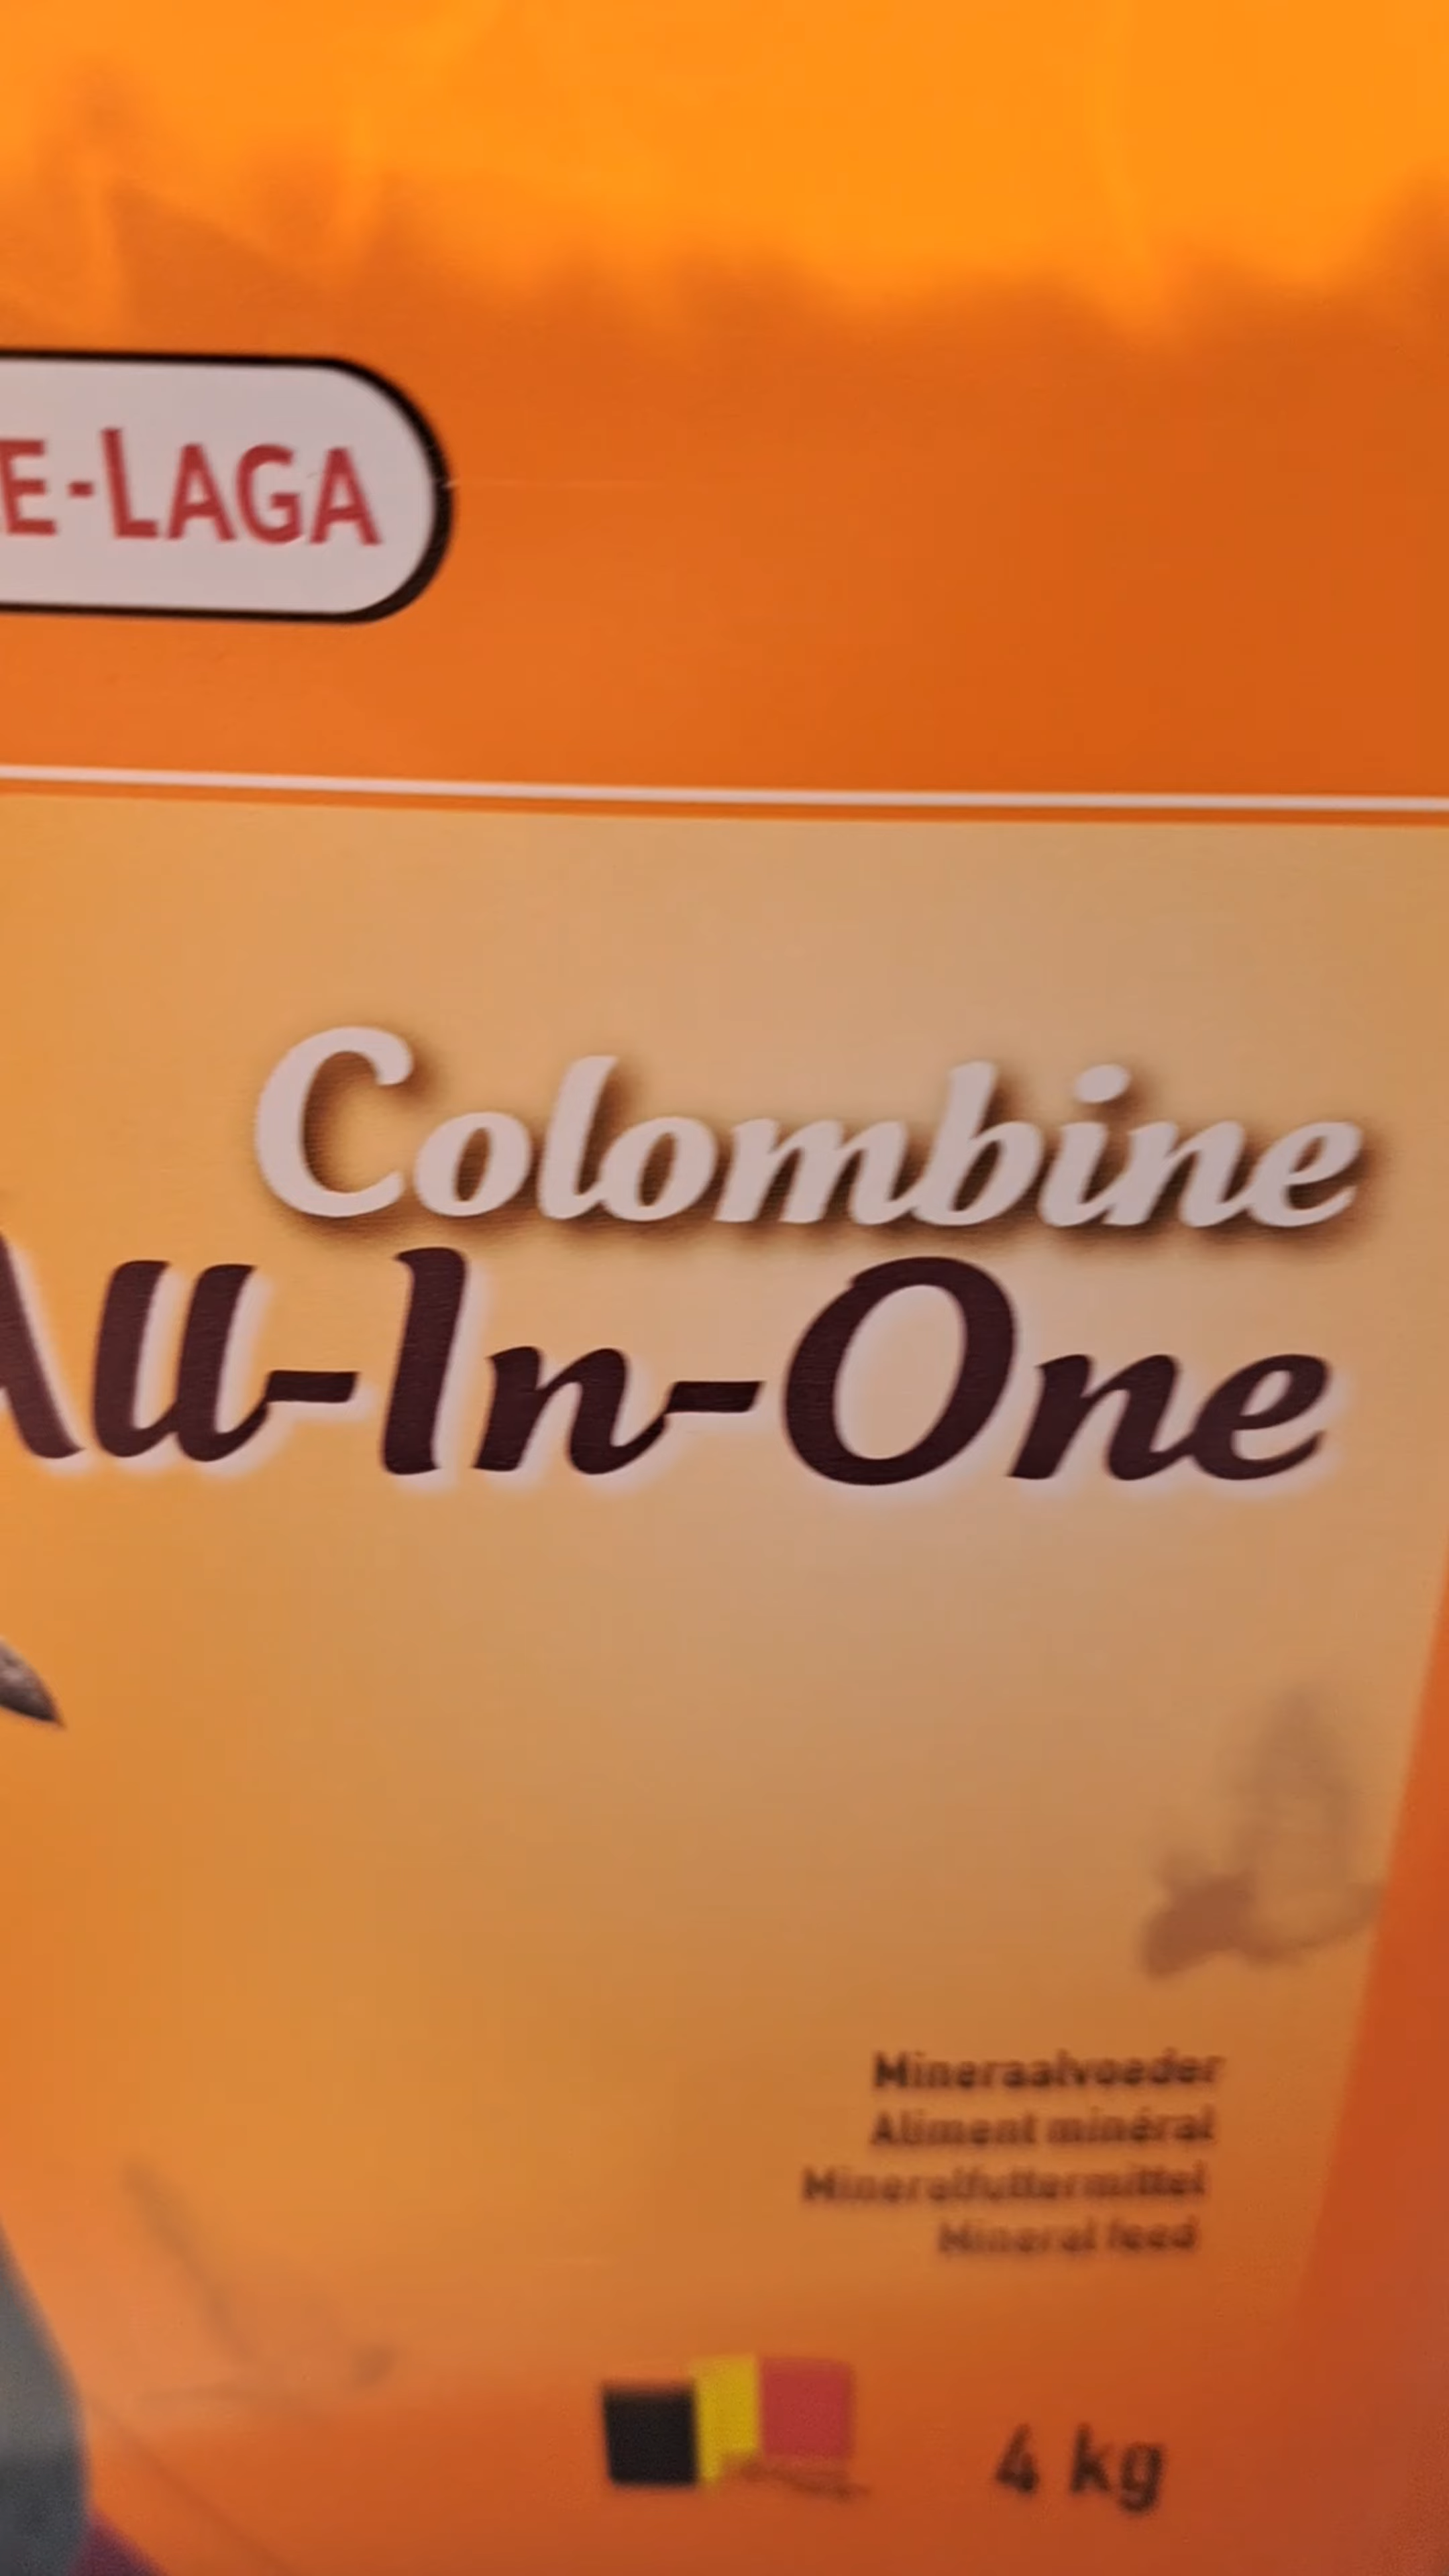 E-LAGA
Colombine
All-In-One
Mineraalvoeder
Aliment minéral
Mineralfuttermittel
Mineral feed
4 kg